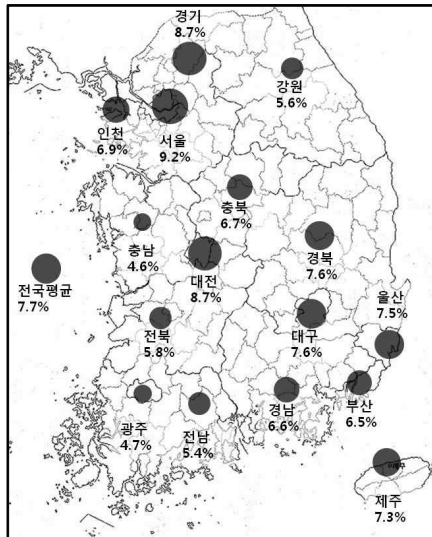 경기
8.7%
강원
5.6%
인천
6.9%
서울
9.2%
충북
6.7%
충남
4.6%
경북
7.6%
대전
8.7%
전국평균
7.7%
울산
7.5%
전북
5.8%
대구
7.6%
광주
4.7%
전남
5.4%
경남
6.6%
부산
6.5%
제주
7.3%